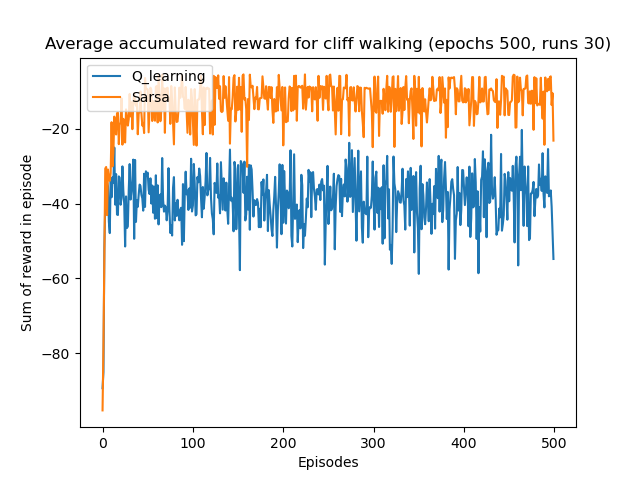 Average accumulated reward for cliff walking (epochs 500, runs 30)
Q_learning
Sarsa
Sum of reward in episode
−20
−40
−60
−80
0
100
200
300
400
500
Episodes